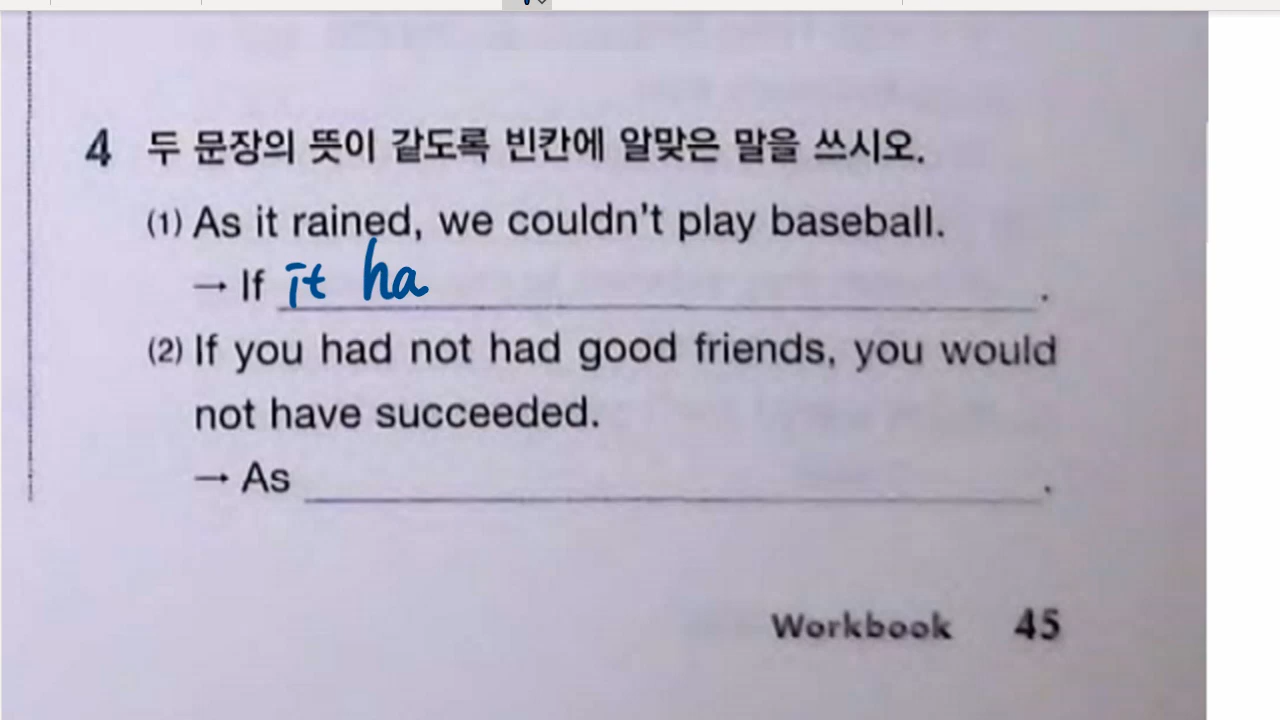 4 두 문장의 뜻이 같도록 빈칸에 알맞은 말을 쓰시오.
(1) As it rained, we couldn't play baseball.
→ If it ha .
(2) If you had not had good friends, you would
not have succeeded.
→ As .
Workbook 45